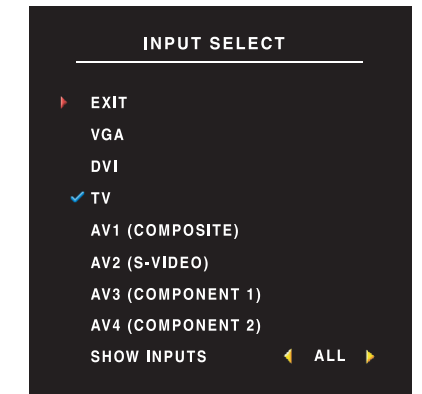 INPUT SELECT
EXIT
VGA
DVI
TV
AV1 (COMPOSITE)
AV2 (S-VIDEO)
AV3 (COMPONENT 1)
AV4 (COMPONENT 2)
SHOW INPUTS ALL